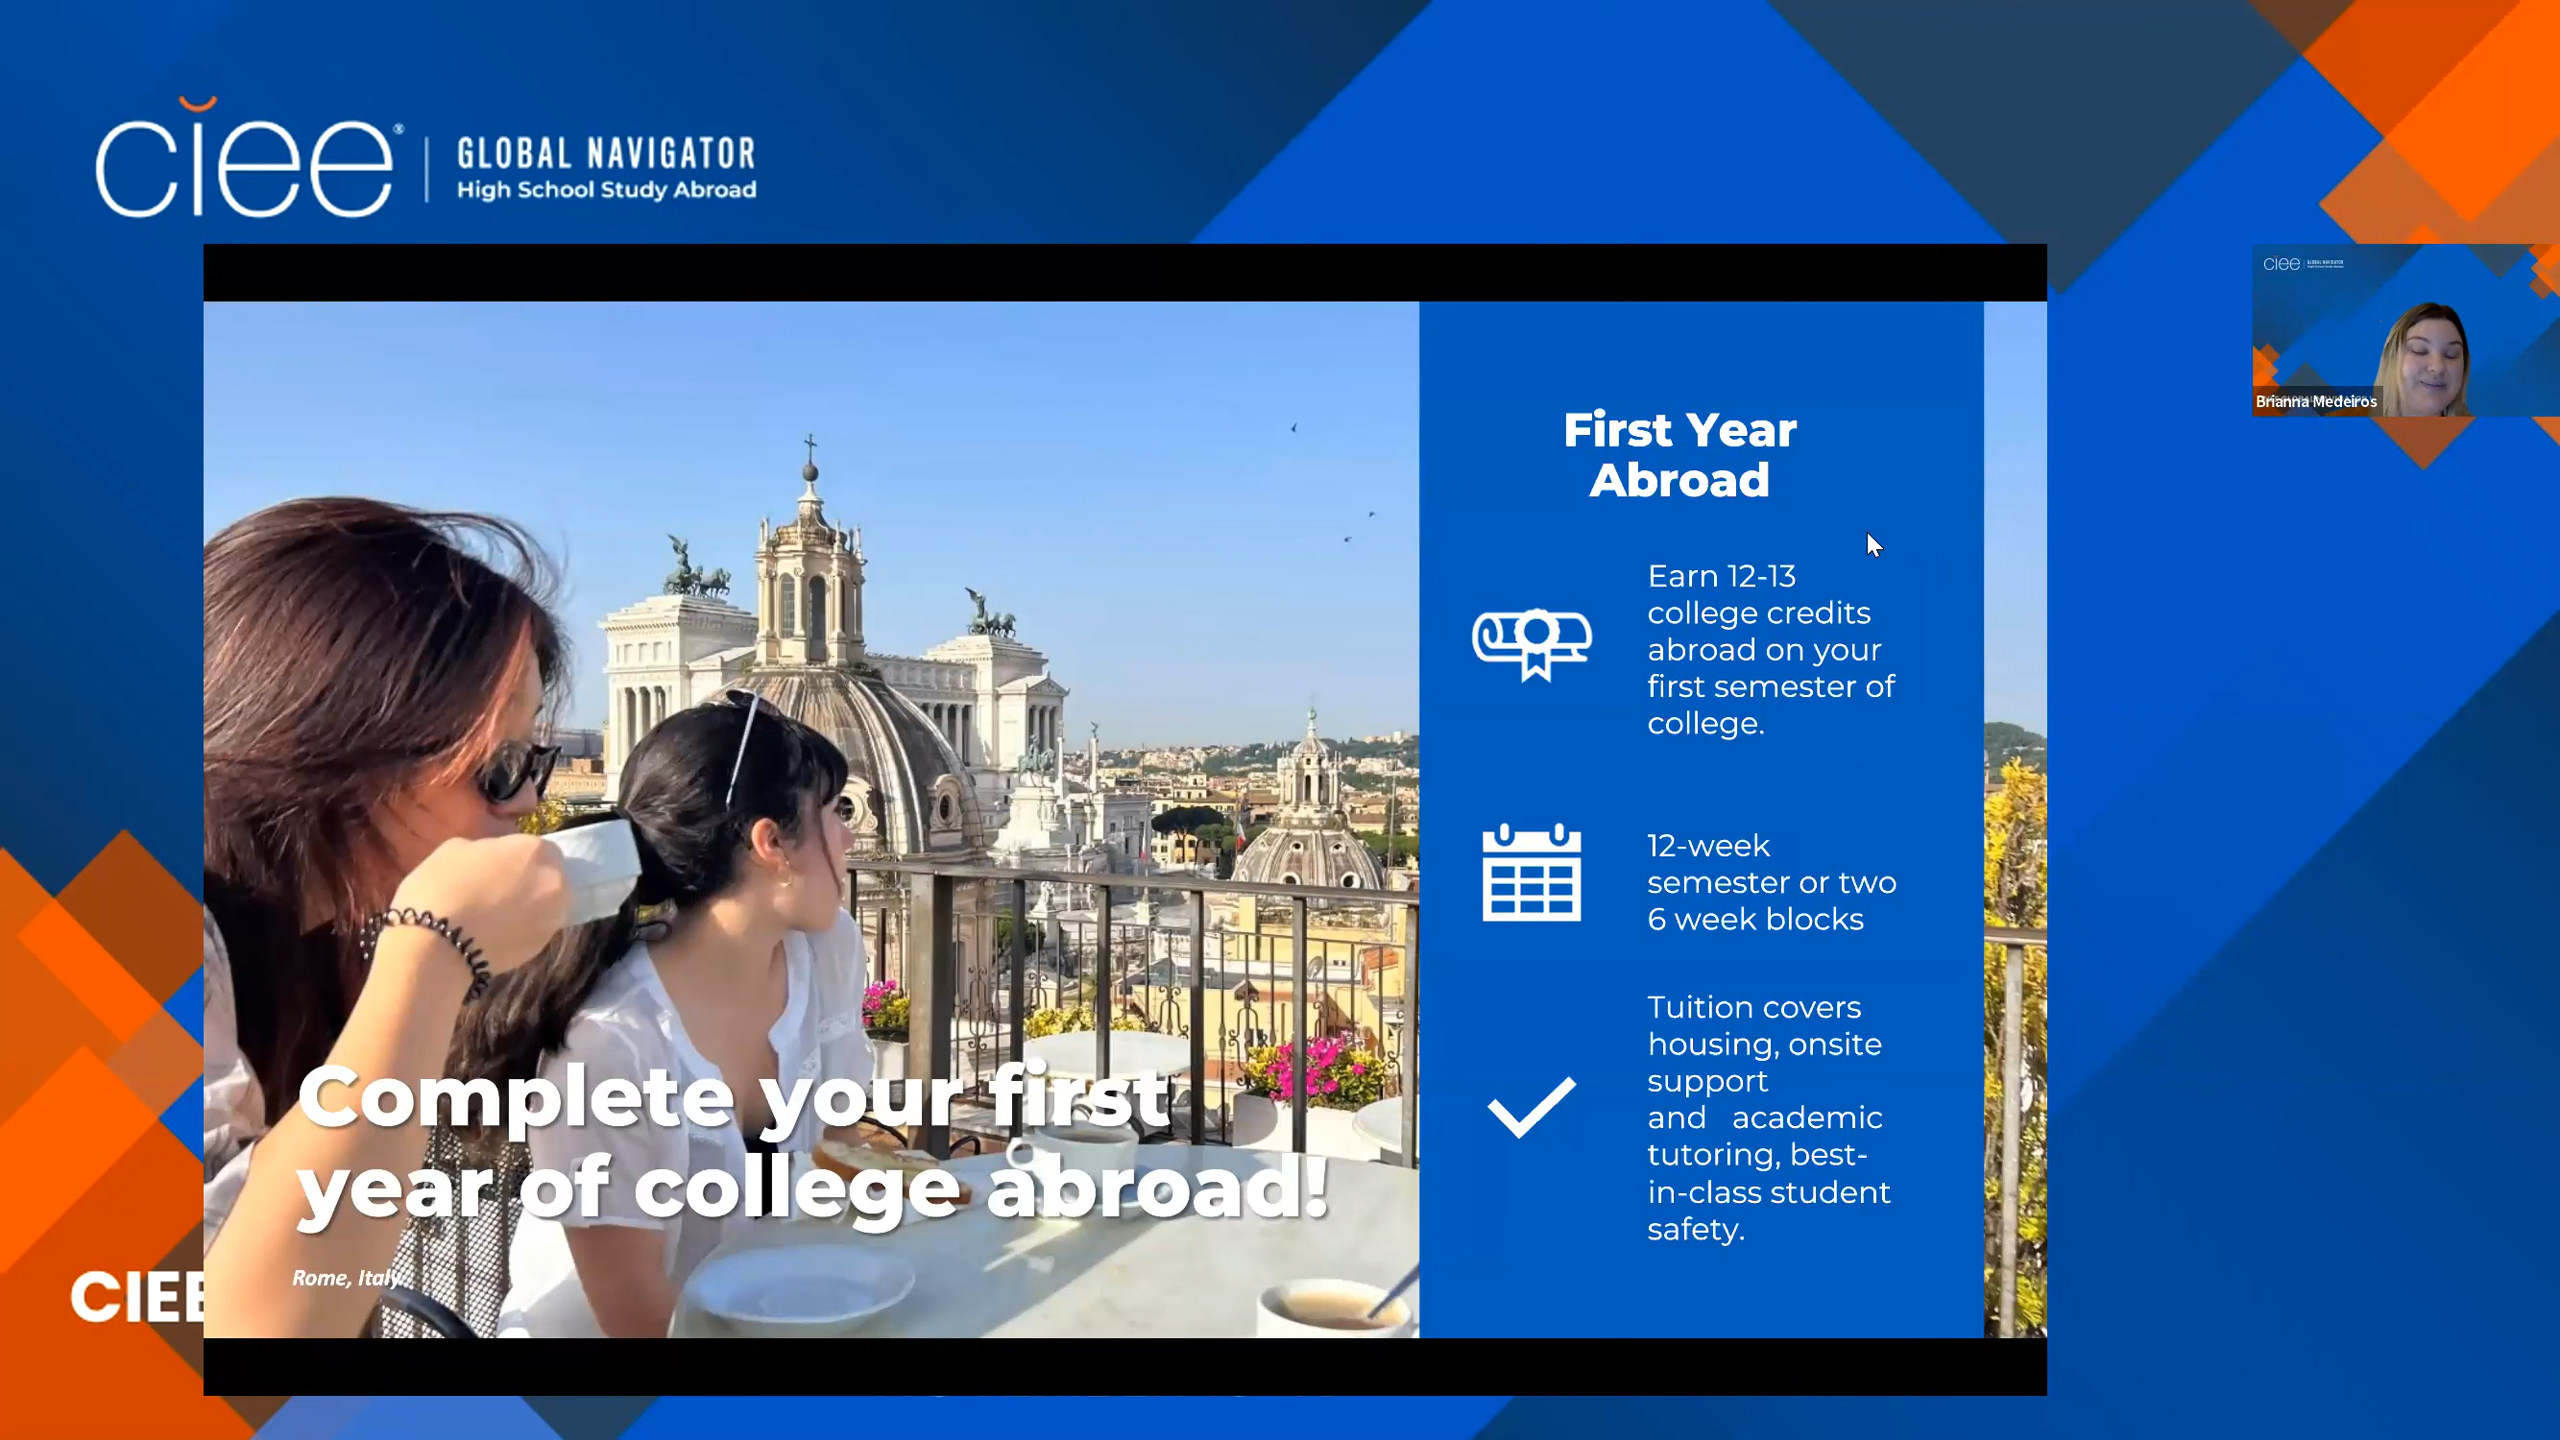 ciee®
GLOBAL NAVIGATOR
High School Study Abroad
ciee
Brianna Medeiros
First Year
Abroad
Earn 12-13
college credits
abroad on your
first semester of
college.
12-week
semester or two
6 week blocks
Tuition covers
housing, onsite
support
and academic
tutoring, best-
in-class student
safety.
Complete your first
year of college abroad!
Rome, Italy
CIEE